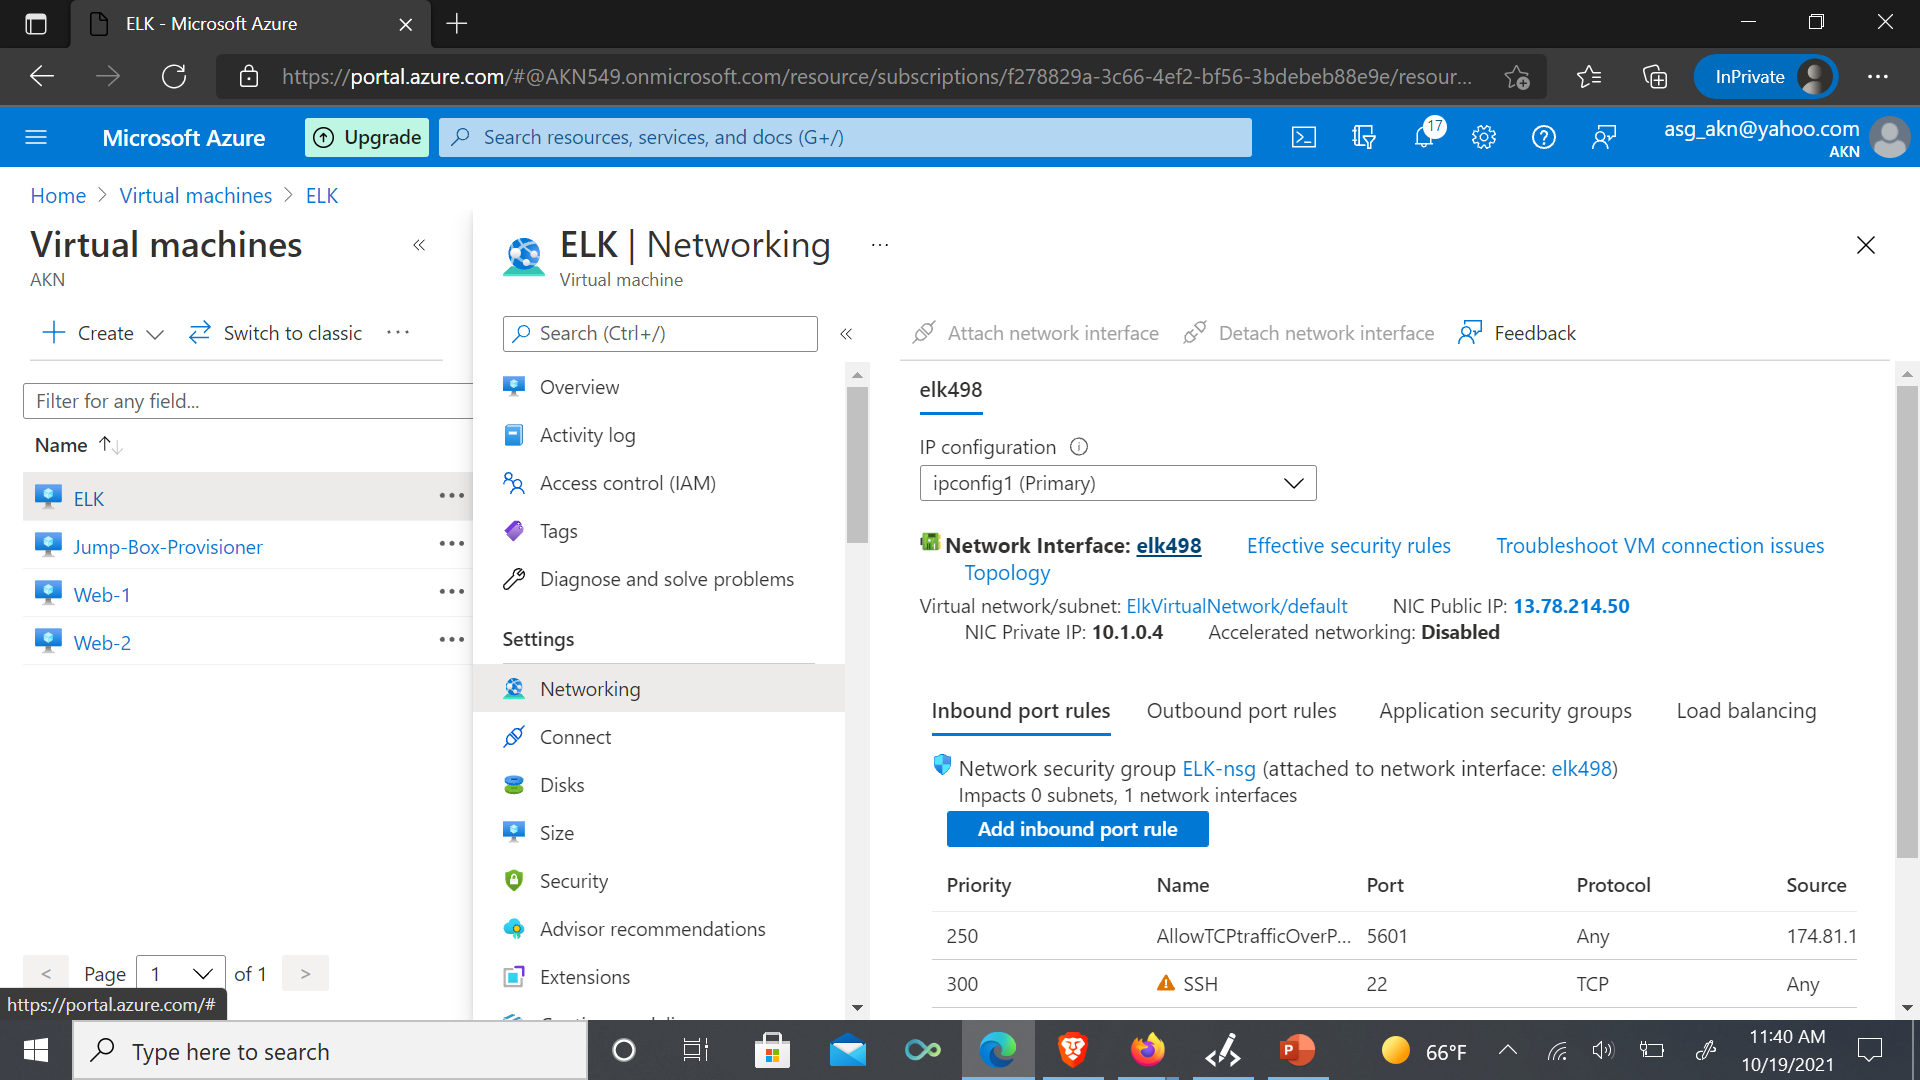 ELK - Microsoft Azure
https://portal.azure.com/#@AKN549.onmicrosoft.com/resource/subscriptions/f278829a-3c66-4ef2-bf56-3bdebeb88e9e/resour...
InPrivate
Microsoft Azure
Upgrade
Search resources, services, and docs (G+/)
17
asg_akn@yahoo.com
AKN
Home > Virtual machines > ELK
Virtual machines
AKN
Create
Switch to classic
Filter for any field...
Name
ELK
Jump-Box-Provisioner
Web-1
Web-2
< Page 1 of 1 >
https://portal.azure.com/#
ELK | Networking
Virtual machine
Search (Ctrl+/)
Overview
Activity log
Access control (IAM)
Tags
Diagnose and solve problems
Settings
Networking
Connect
Disks
Size
Security
Advisor recommendations
Extensions
Attach network interface
Detach network interface
Feedback
elk498
IP configuration
ipconfig1 (Primary)
Network Interface: elk498 Effective security rules Troubleshoot VM connection issues
Topology
Virtual network/subnet: ElkVirtualNetwork/default NIC Public IP: 13.78.214.50
NIC Private IP: 10.1.0.4 Accelerated networking: Disabled
Inbound port rules Outbound port rules Application security groups Load balancing
Network security group ELK-nsg (attached to network interface: elk498)
Impacts 0 subnets, 1 network interfaces
Add inbound port rule
Priority Name Port Protocol Source
250 AllowTCPtrafficOverP... 5601 Any 174.81.1
300 SSH 22 TCP Any
Type here to search
66°F
11:40 AM
10/19/2021